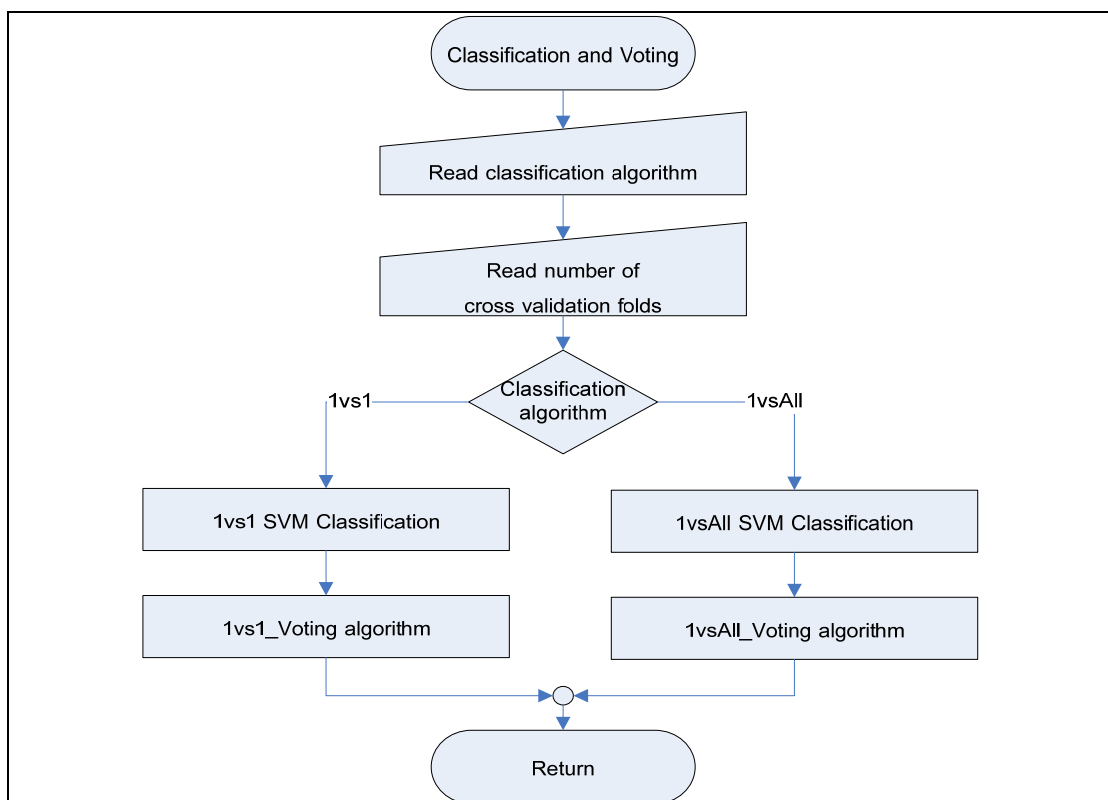 Classification and Voting
Read classification algorithm
Read number of
cross validation folds
Classification
algorithm
1vs1
1vsAll
1vs1 SVM Classification
1vsAll SVM Classification
1vs1_Voting algorithm
1vsAll_Voting algorithm
Return